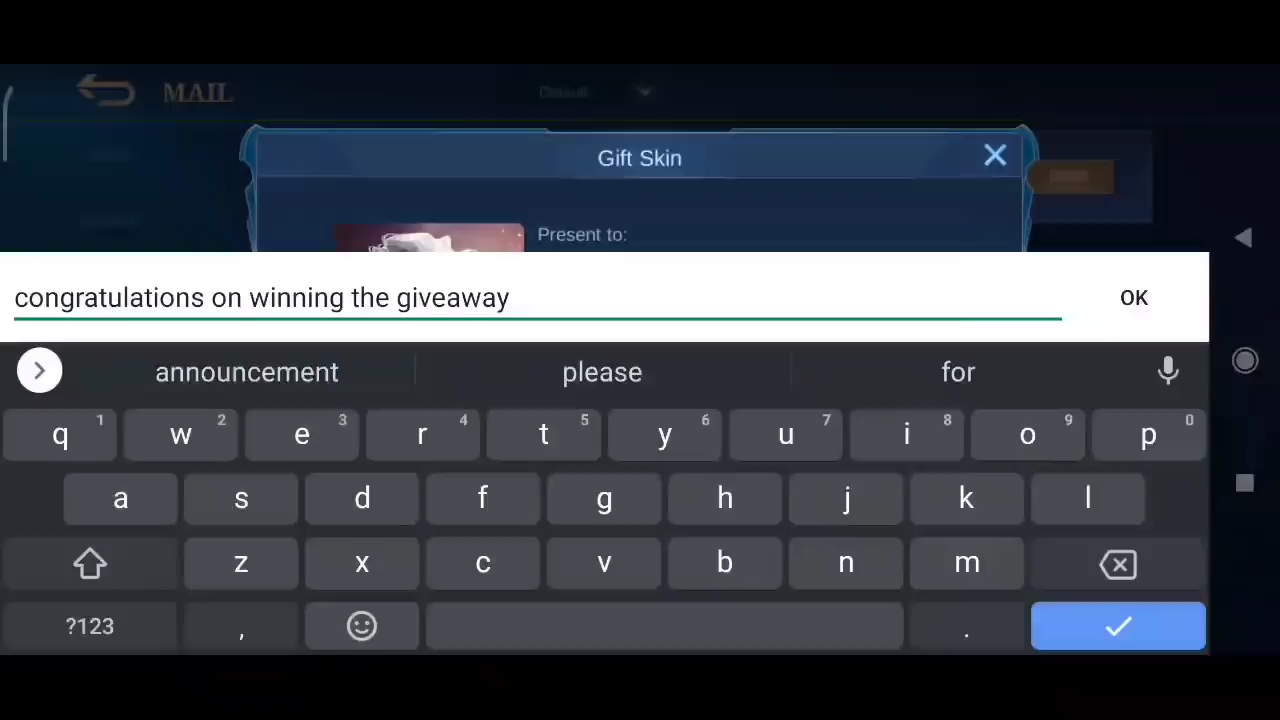 MAIL
Default
Gift Skin
Present to:
congratulations on winning the giveaway
OK
announcement please for
q 1 w 2 e 3 r 4 t 5 y 6 u 7 i 8 o 9 p 0
a s d f g h j k l
z x c v b n m
?123 , .